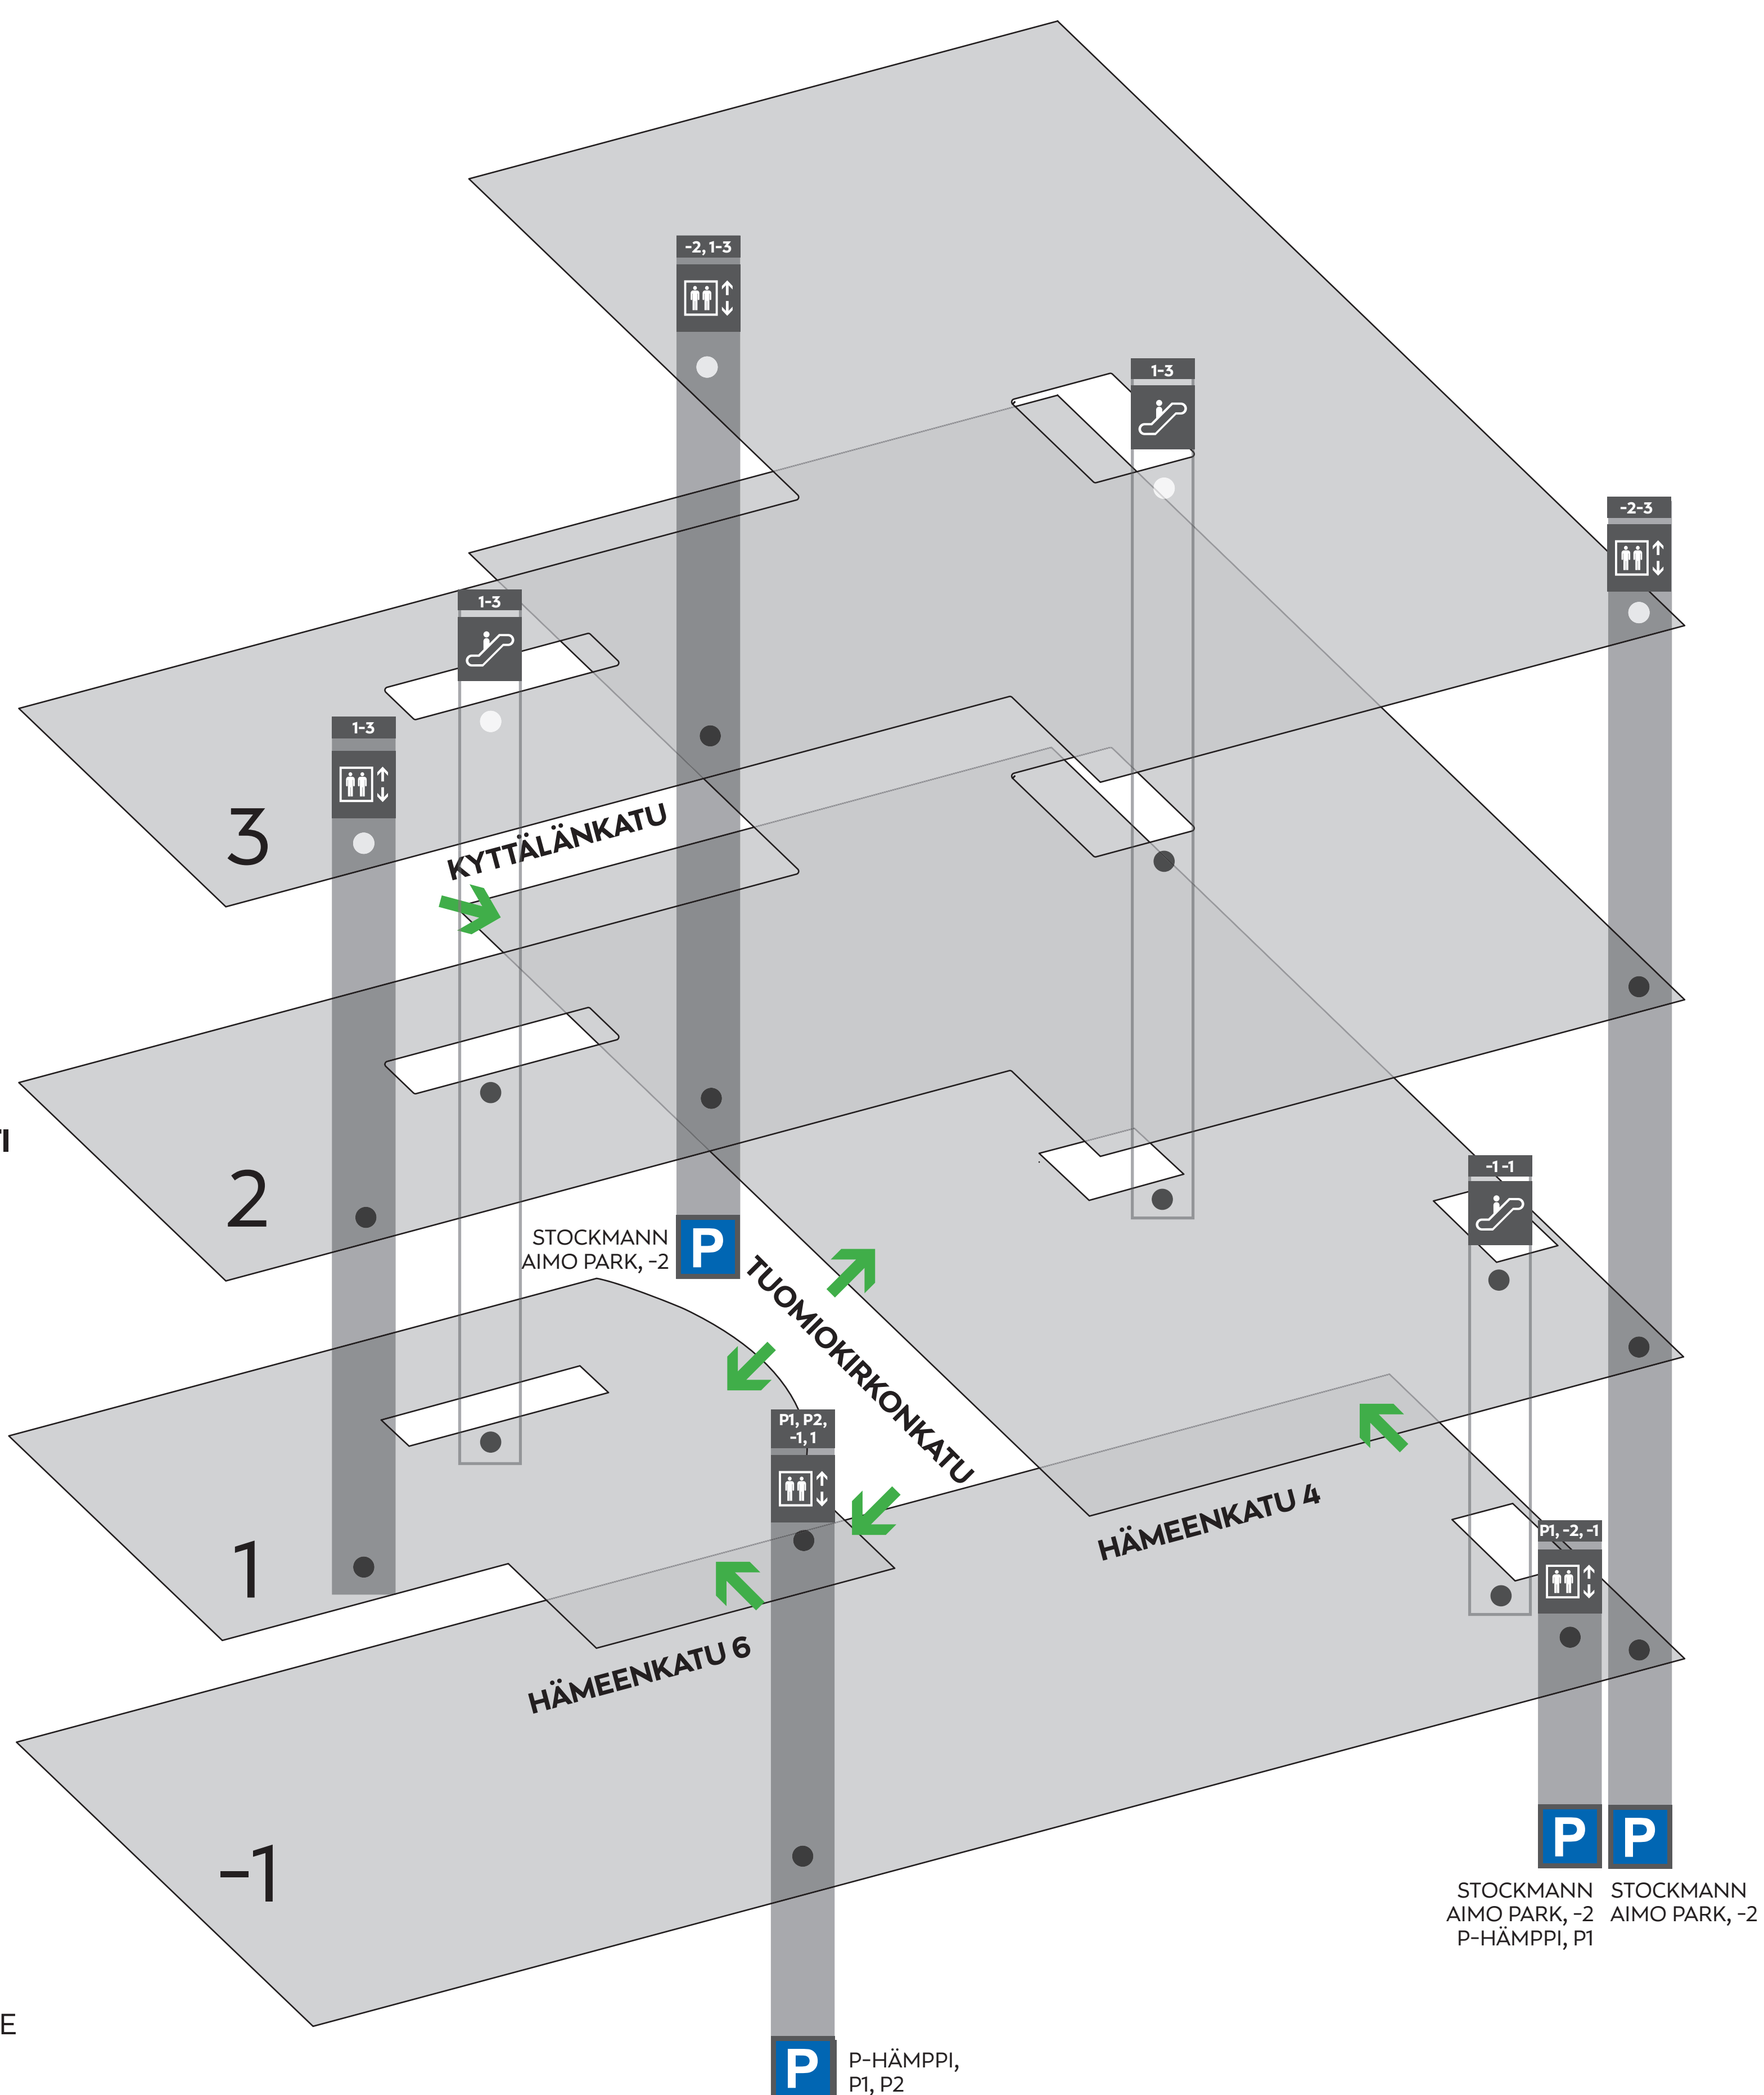 -2, 1-3
1-3
-2-3
1-3
1-3
3
KYTTÄLÄNKATU
TI
-1 -1
2
STOCKMANN
AIMO PARK, -2
P
TUOMIOKIRKONKATU
P1, P2,
-1, 1
HÄMEENKATU 4
P1, -2, -1
1
HÄMEENKATU 6
-1
P
P
STOCKMANN
AIMO PARK, -2
P-HÄMPPI, P1
STOCKMANN
AIMO PARK, -2
E
P
P-HÄMPPI,
P1, P2